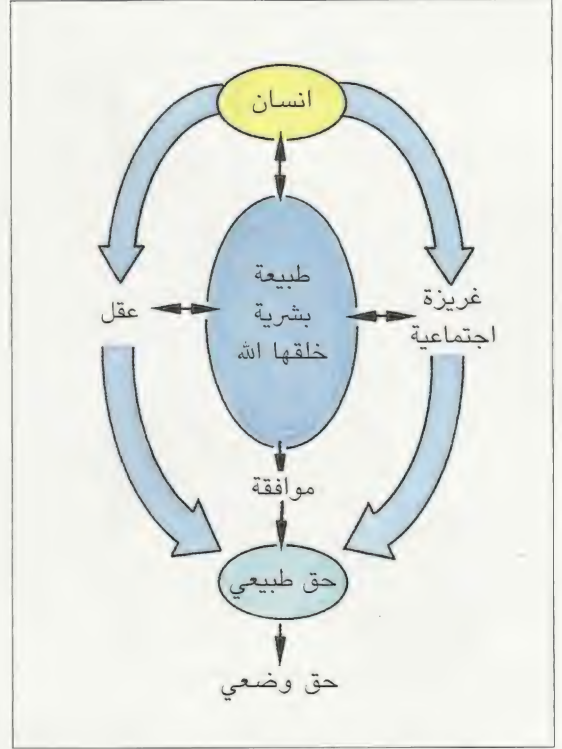 انسان
طبيعة
بشرية
خلقها الله
غريزة
اجتماعية
عقل
موافقة
حق طبيعي
حق وضعي